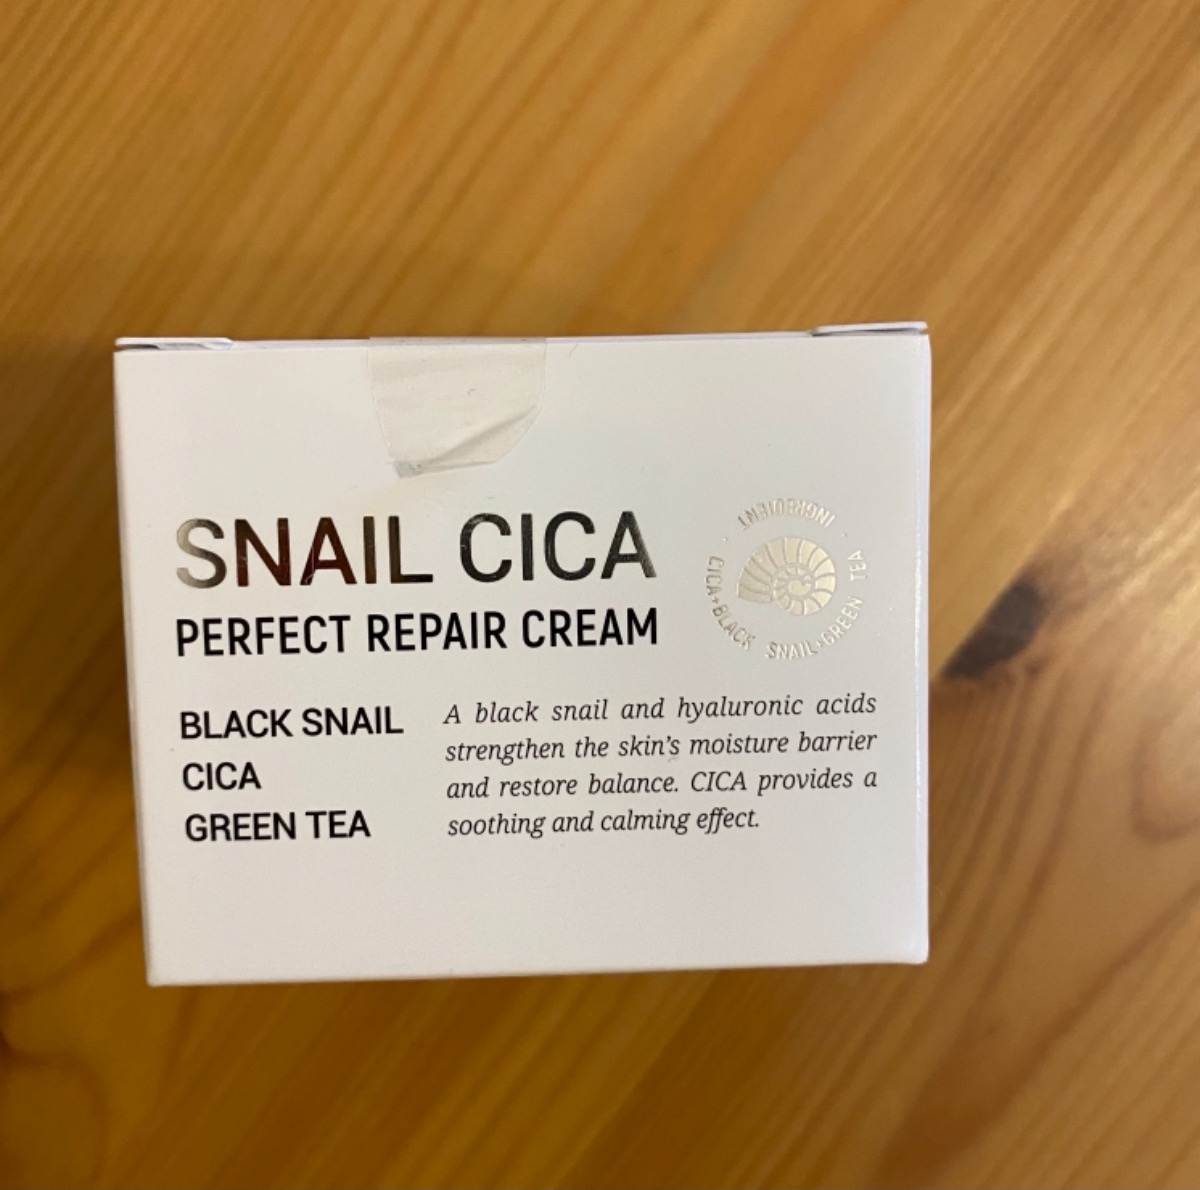 SNAIL CICA
PERFECT REPAIR CREAM
CICA+BLACK SNAIL+GREEN TEA · INGREDIENT ·
BLACK SNAIL
CICA
GREEN TEA
A black snail and hyaluronic acids
strengthen the skin’s moisture barrier
and restore balance. CICA provides a
soothing and calming effect.